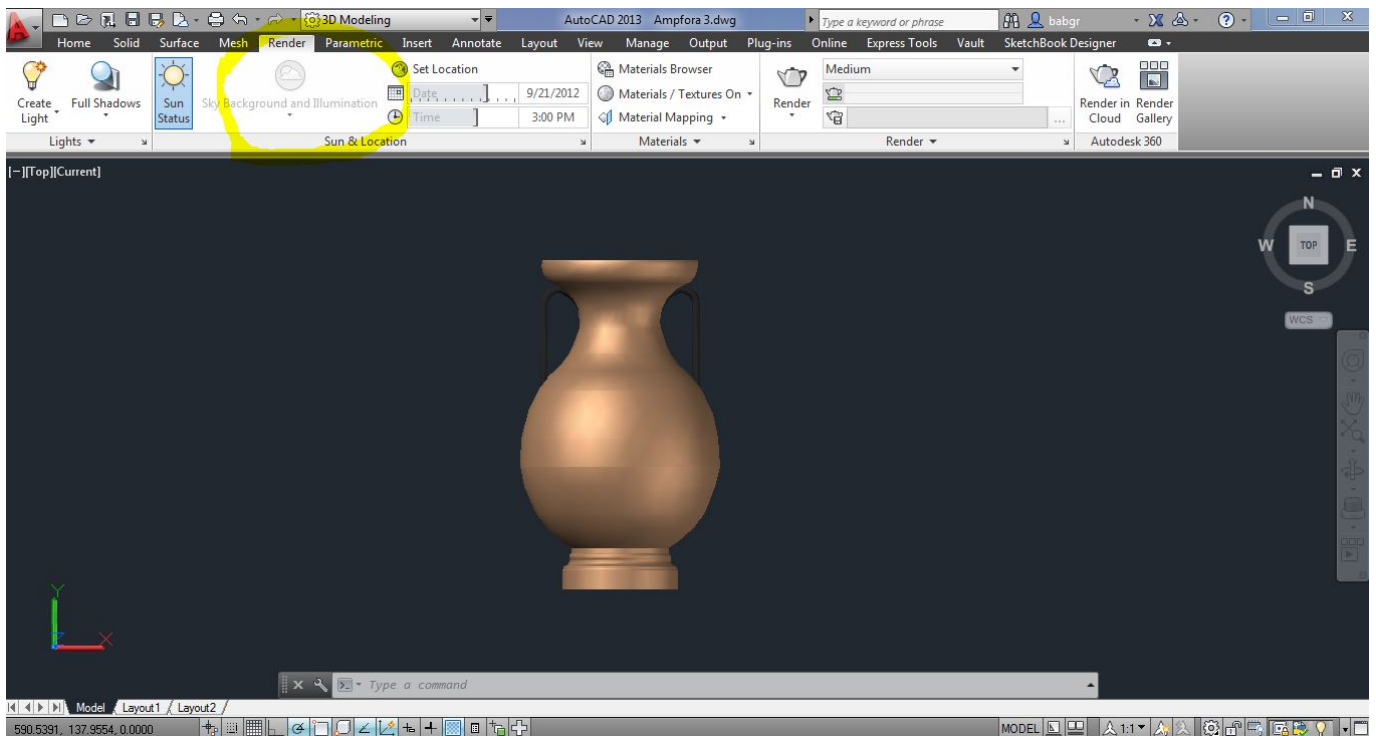 3D Modeling AutoCAD 2013 Ampfora 3.dwg Type a keyword or phrase babgr
Home Solid Surface Mesh Render Parametric Insert Annotate Layout View Manage Output Plug-ins Online Express Tools Vault SketchBook Designer
Create Light
Full Shadows
Sun Status
Sky Background and Illumination
Set Location
Date 9/21/2012
Time 3:00 PM
Materials Browser
Materials / Textures On
Material Mapping
Render
Medium
...
Render in Cloud
Render Gallery
Lights Sun & Location Materials Render Autodesk 360
[−][Top][Current]
N
W TOP E
S
WCS
Y
Z X
Type a command
Model Layout1 Layout2
590.5391, 137.9554, 0.0000 MODEL 1:1